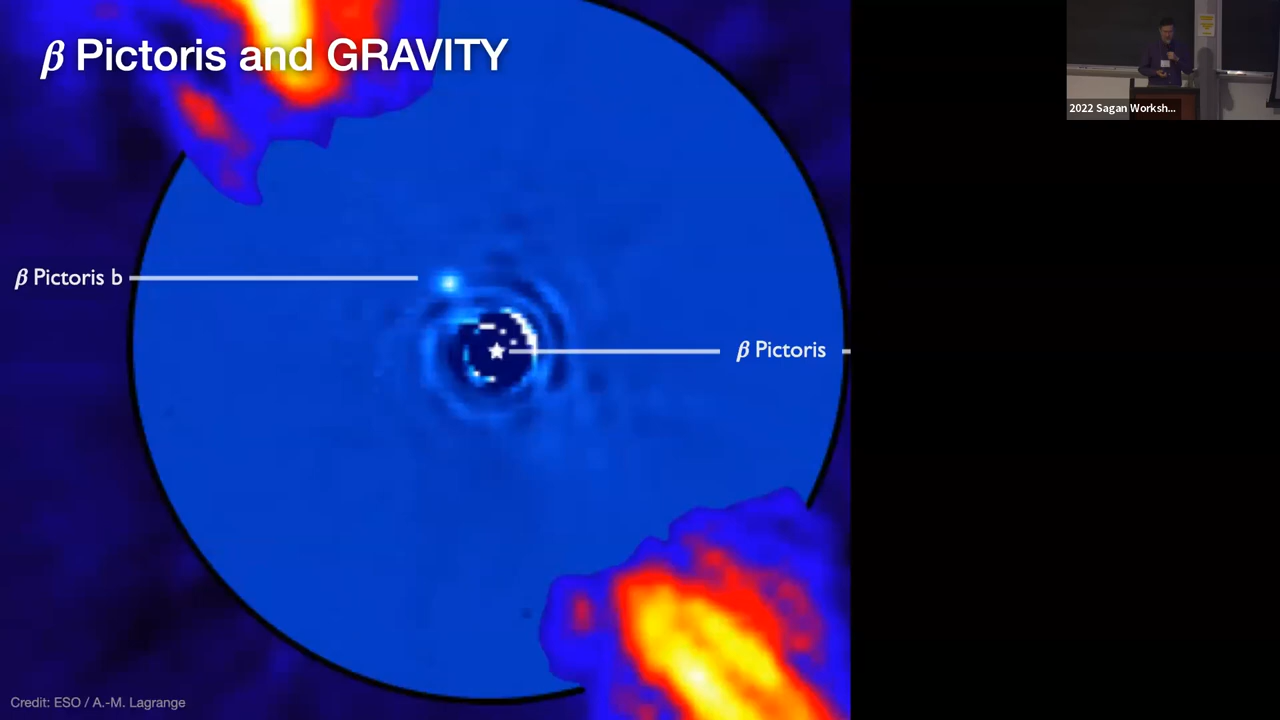 β Pictoris and GRAVITY
2022 Sagan Worksh...
β Pictoris b
β Pictoris
Credit: ESO / A.-M. Lagrange